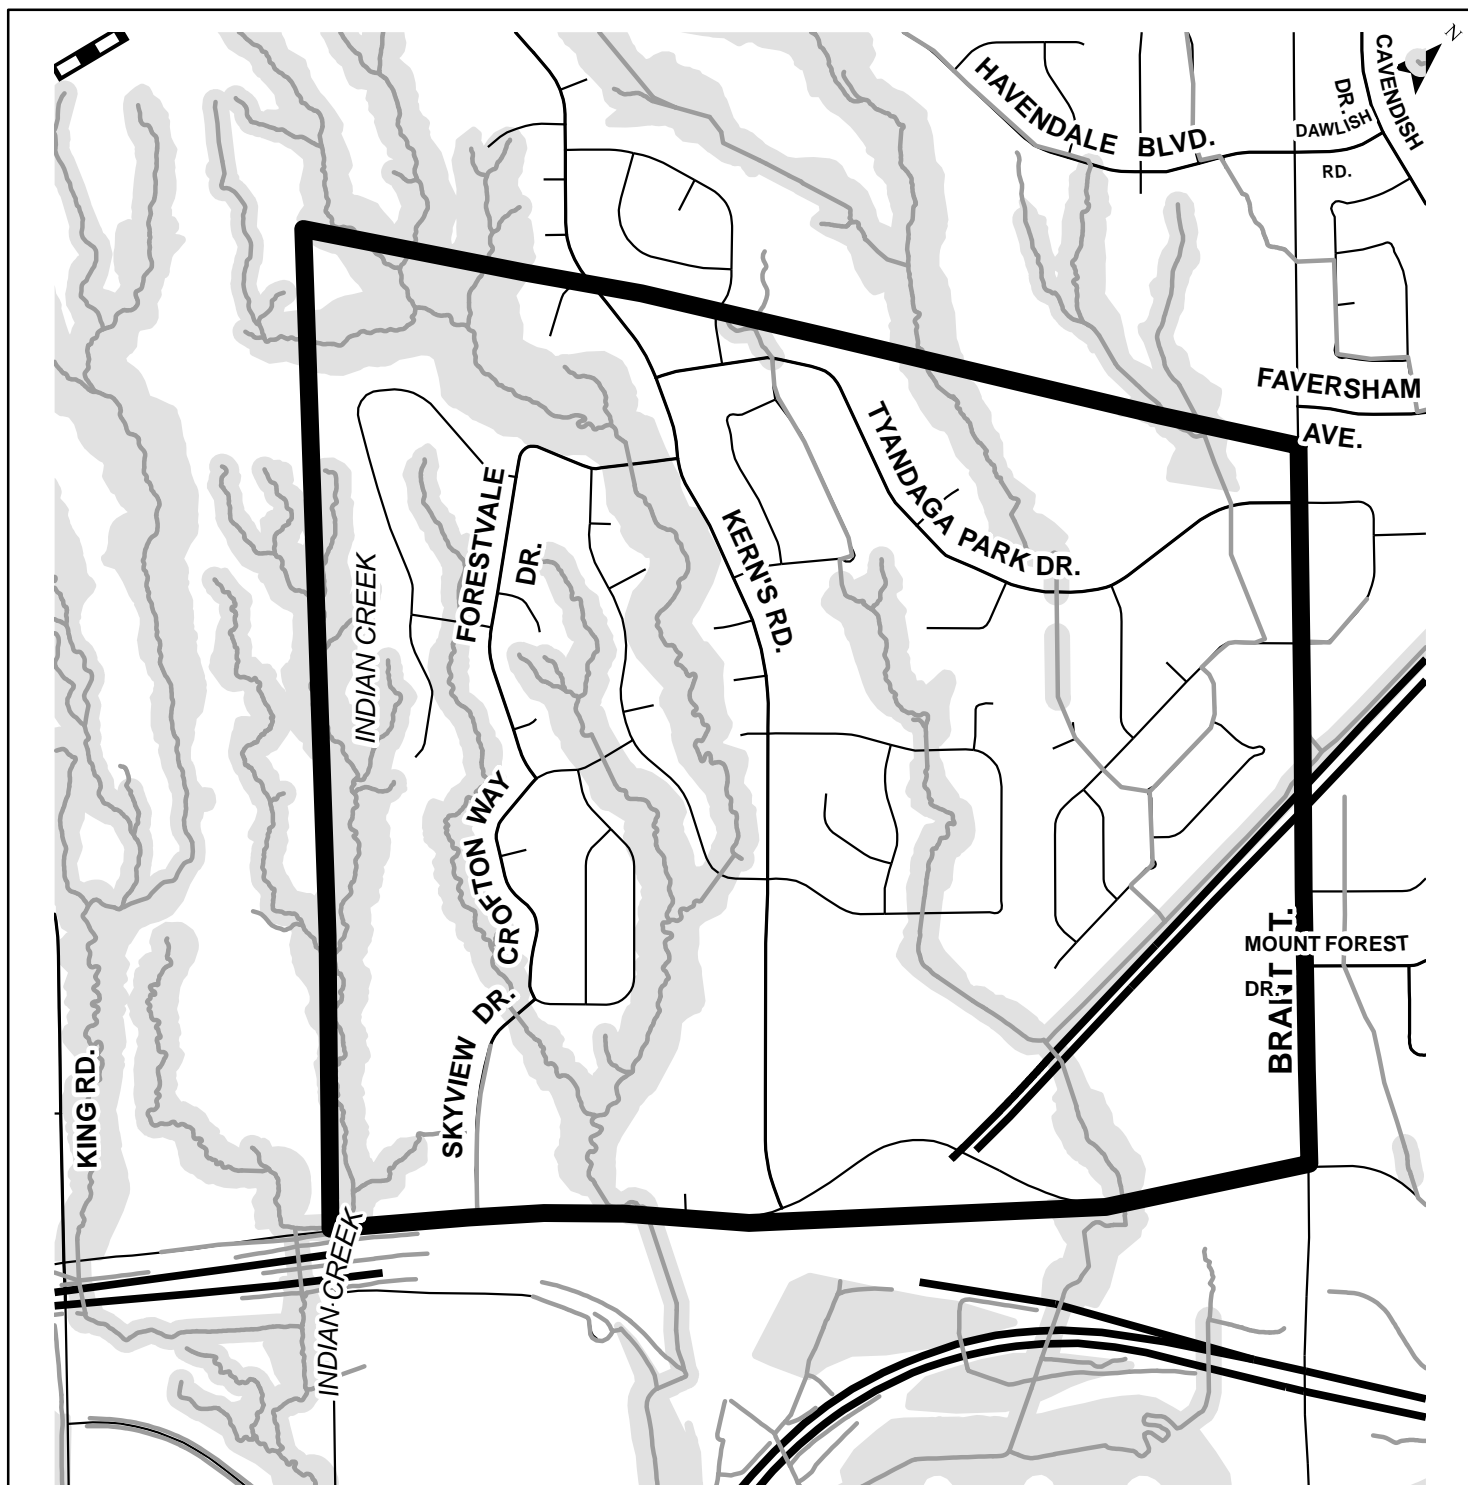 N
CAVENDISH
DR.
HAVENDALE BLVD.
DAWLISH
RD.
FAVERSHAM
AVE.
TYANDAGA PARK DR.
FORESTVALE
DR.
KERN'S RD.
INDIAN CREEK
CROFTON WAY
MOUNT FOREST
DR.
SKYVIEW DR.
KING RD.
INDIAN CREEK